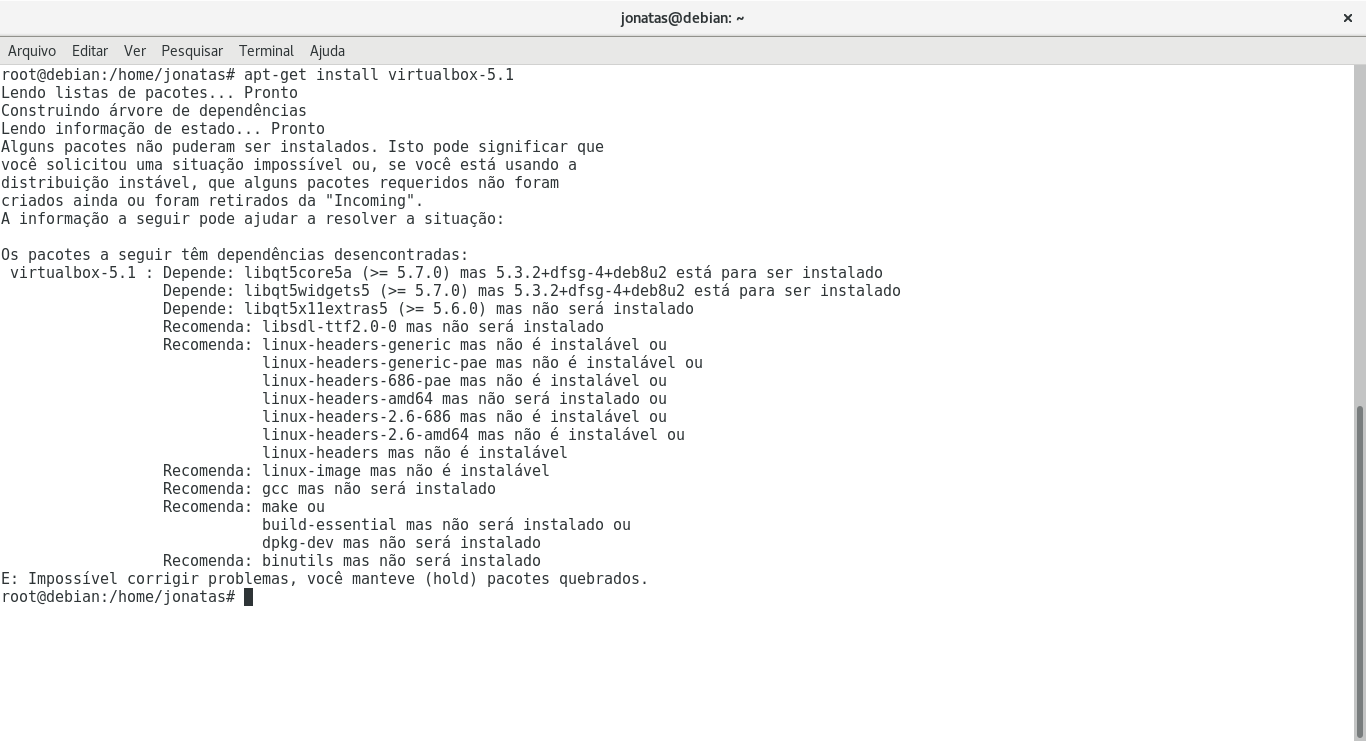 jonatas@debian: ~
×
Arquivo Editar Ver Pesquisar Terminal Ajuda
root@debian:/home/jonatas# apt-get install virtualbox-5.1
Lendo listas de pacotes... Pronto
Construindo árvore de dependências
Lendo informação de estado... Pronto
Alguns pacotes não puderam ser instalados. Isto pode significar que
você solicitou uma situação impossível ou, se você está usando a
distribuição instável, que alguns pacotes requeridos não foram
criados ainda ou foram retirados da "Incoming".
A informação a seguir pode ajudar a resolver a situação:

Os pacotes a seguir têm dependências desencontradas:
 virtualbox-5.1 : Depende: libqt5core5a (>= 5.7.0) mas 5.3.2+dfsg-4+deb8u2 está para ser instalado
                  Depende: libqt5widgets5 (>= 5.7.0) mas 5.3.2+dfsg-4+deb8u2 está para ser instalado
                  Depende: libqt5x11extras5 (>= 5.6.0) mas não será instalado
                  Recomenda: libsdl-ttf2.0-0 mas não será instalado
                  Recomenda: linux-headers-generic mas não é instalável ou
                             linux-headers-generic-pae mas não é instalável ou
                             linux-headers-686-pae mas não é instalável ou
                             linux-headers-amd64 mas não será instalado ou
                             linux-headers-2.6-686 mas não é instalável ou
                             linux-headers-2.6-amd64 mas não é instalável ou
                             linux-headers mas não é instalável
                  Recomenda: linux-image mas não é instalável
                  Recomenda: gcc mas não será instalado
                  Recomenda: make ou
                             build-essential mas não será instalado ou
                             dpkg-dev mas não será instalado
                  Recomenda: binutils mas não será instalado
E: Impossível corrigir problemas, você manteve (hold) pacotes quebrados.
root@debian:/home/jonatas#